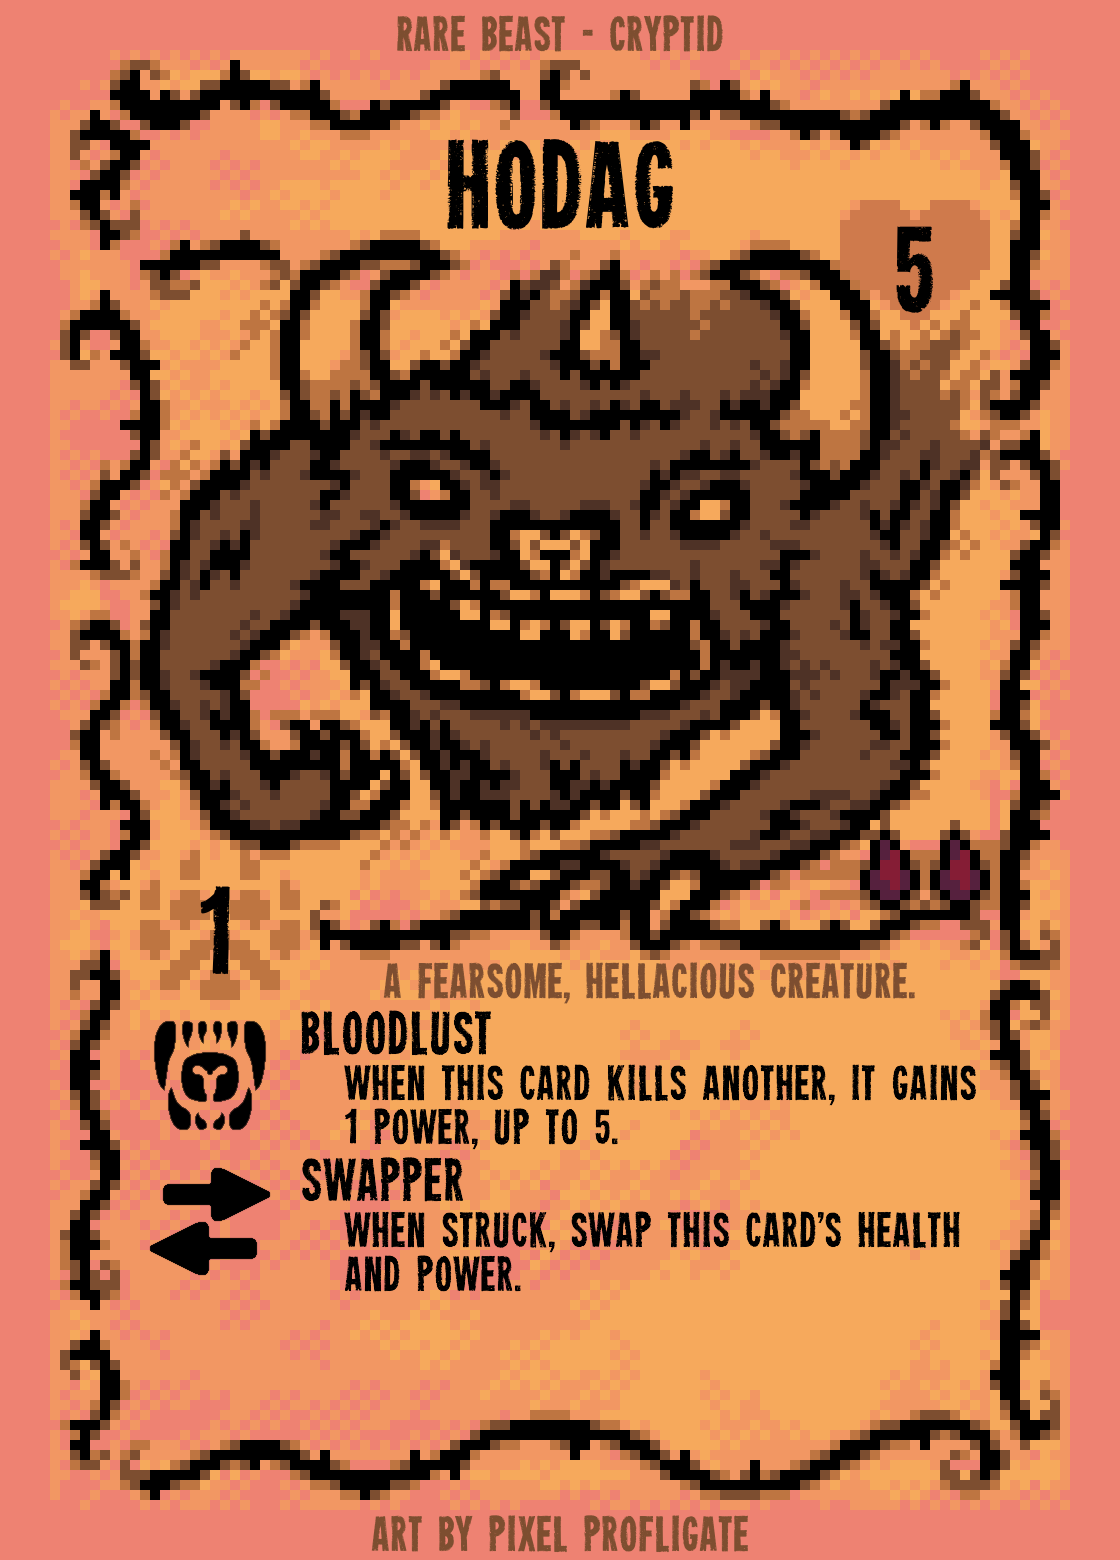 RARE BEAST - CRYPTID
HODAG
5
1
A FEARSOME, HELLACIOUS CREATURE.
BLOODLUST
WHEN THIS CARD KILLS ANOTHER, IT GAINS
1 POWER, UP TO 5.
SWAPPER
WHEN STRUCK, SWAP THIS CARD'S HEALTH
AND POWER.
ART BY PIXEL PROFLIGATE